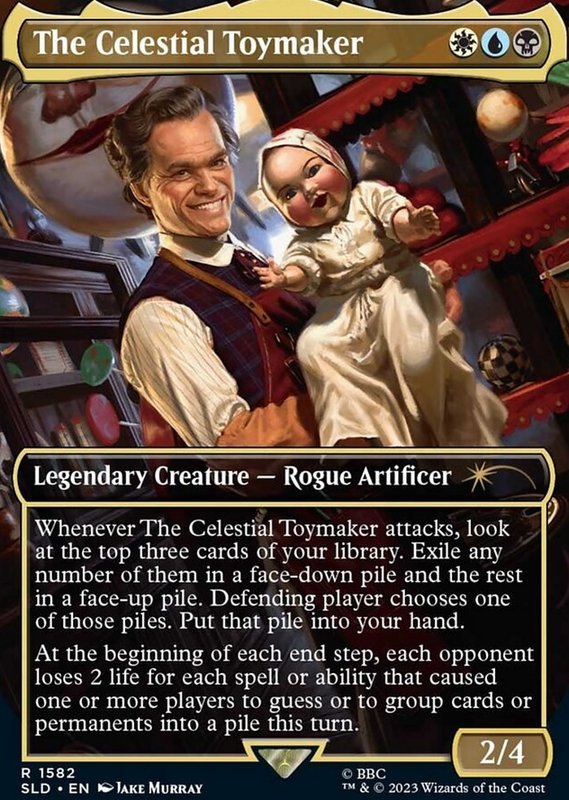 The Celestial Toymaker
Legendary Creature — Rogue Artificer
Whenever The Celestial Toymaker attacks, look
at the top three cards of your library. Exile any
number of them in a face-down pile and the rest
in a face-up pile. Defending player chooses one
of those piles. Put that pile into your hand.
At the beginning of each end step, each opponent
loses 2 life for each spell or ability that caused
one or more players to guess or to group cards or
permanents into a pile this turn.
2/4
R 1582
SLD • EN Jake Murray
© BBC
™ & © 2023 Wizards of the Coast